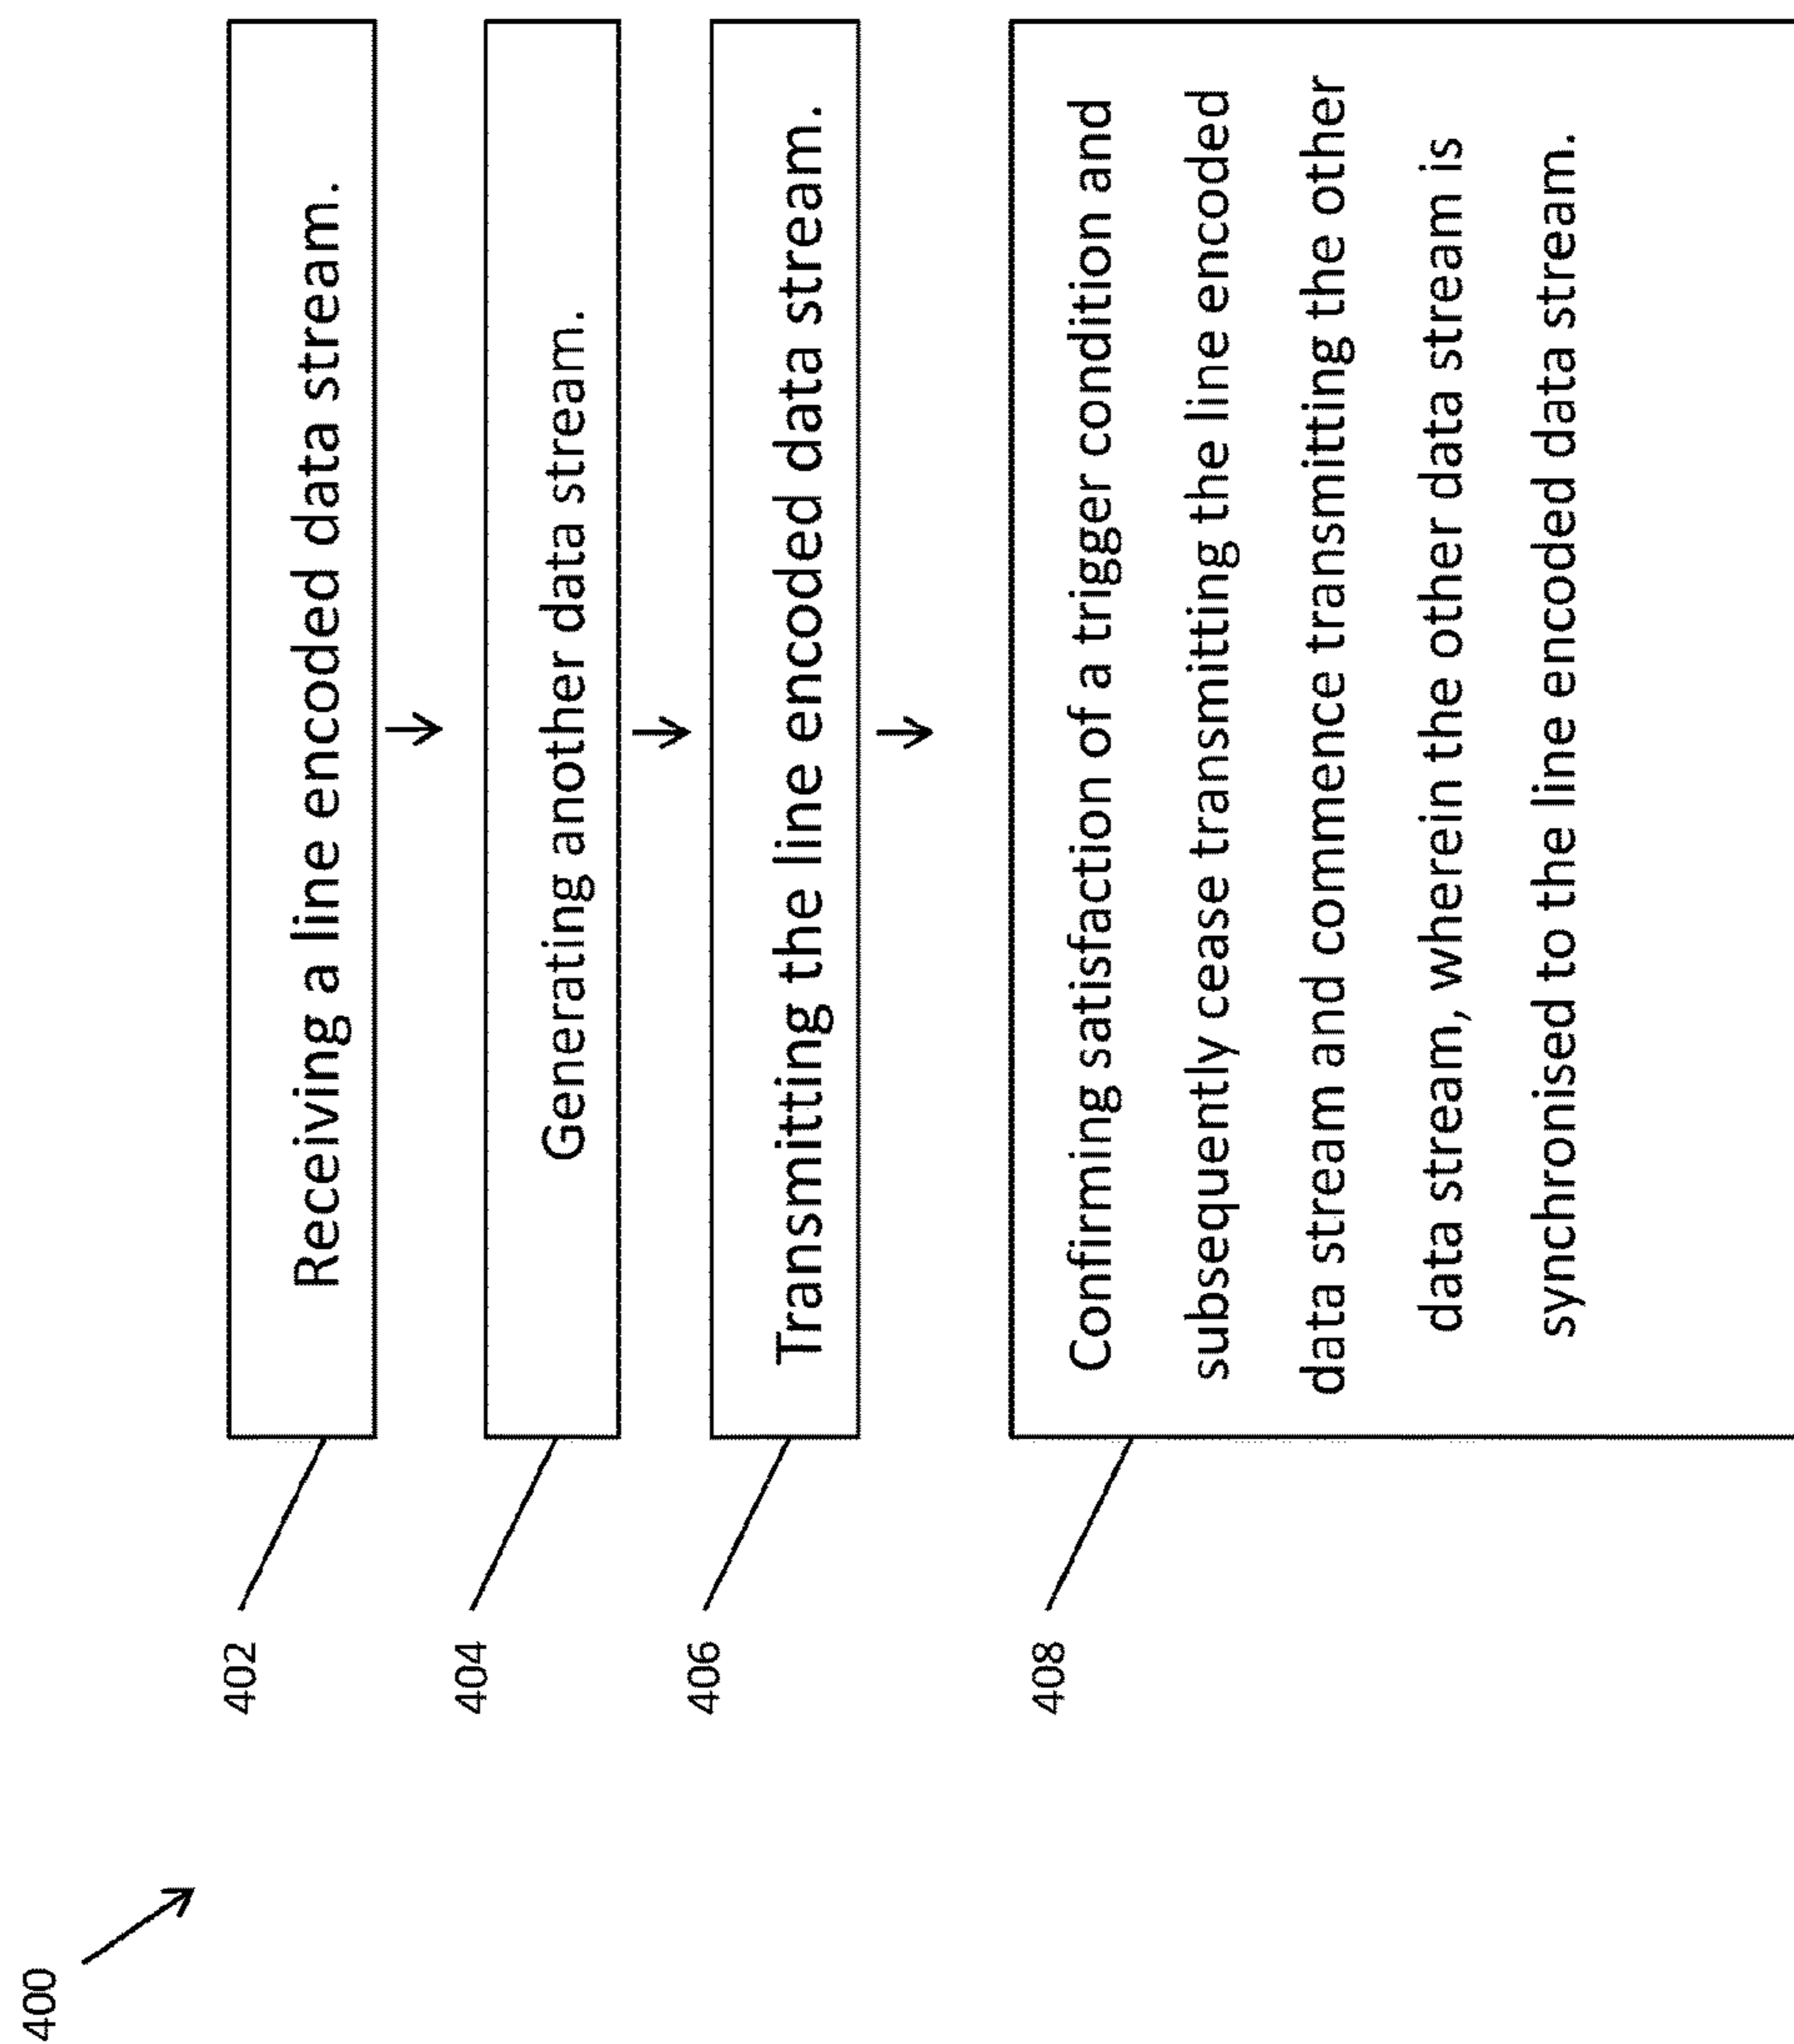 400
402
Receiving a line encoded data stream.
404
Generating another data stream.
406
Transmitting the line encoded data stream.
408
Confirming satisfaction of a trigger condition and
subsequently cease transmitting the line encoded
data stream and commence transmitting the other
data stream, wherein the other data stream is
synchronised to the line encoded data stream.